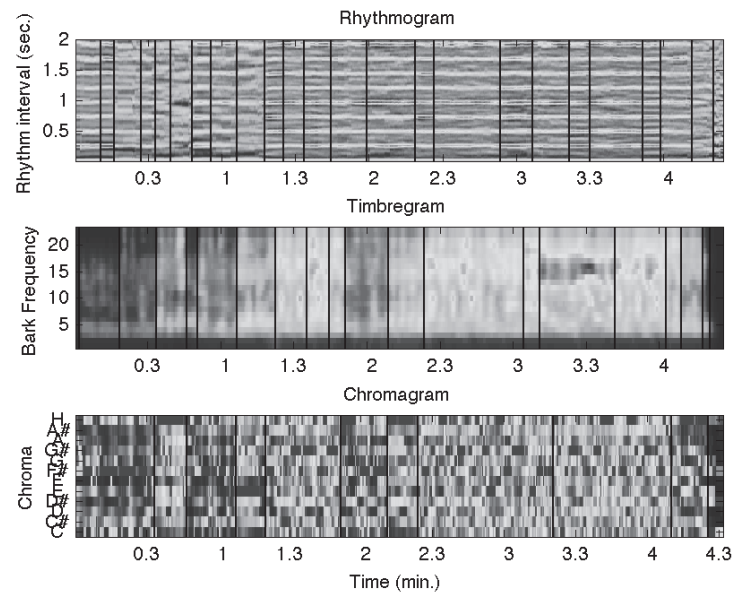 Rhythmogram
Rhythm interval (sec.)
2
1.5
1
0.5
0.3 1 1.3 2 2.3 3 3.3 4
Timbregram
Bark Frequency
20
15
10
5
0.3 1 1.3 2 2.3 3 3.3 4
Chromagram
Chroma
H
A#
A
G#
G
F#
F
E
D#
D
C#
C
0.3 1 1.3 2 2.3 3 3.3 4 4.3
Time (min.)